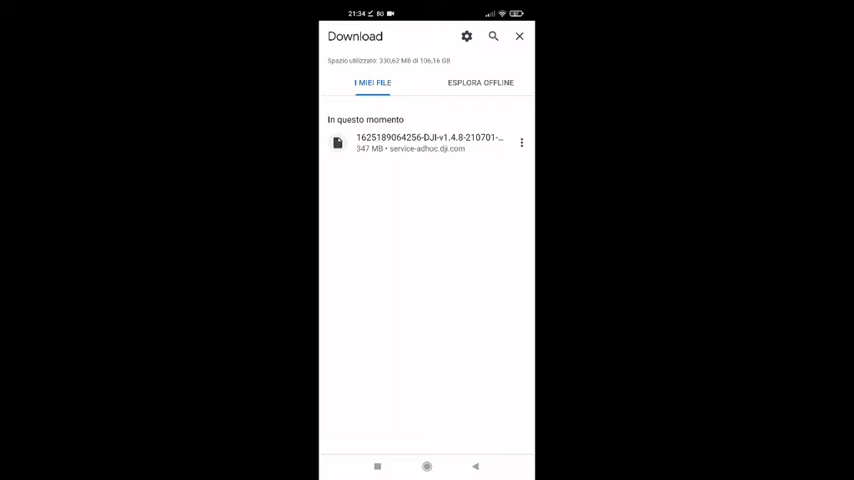 21:34
Download
Spazio utilizzato: 330,62 MB di 106,16 GB
I MIEI FILE
ESPLORA OFFLINE
In questo momento
1625189064256-DJI-v1.4.8-210701-...
347 MB • service-adhoc.dji.com